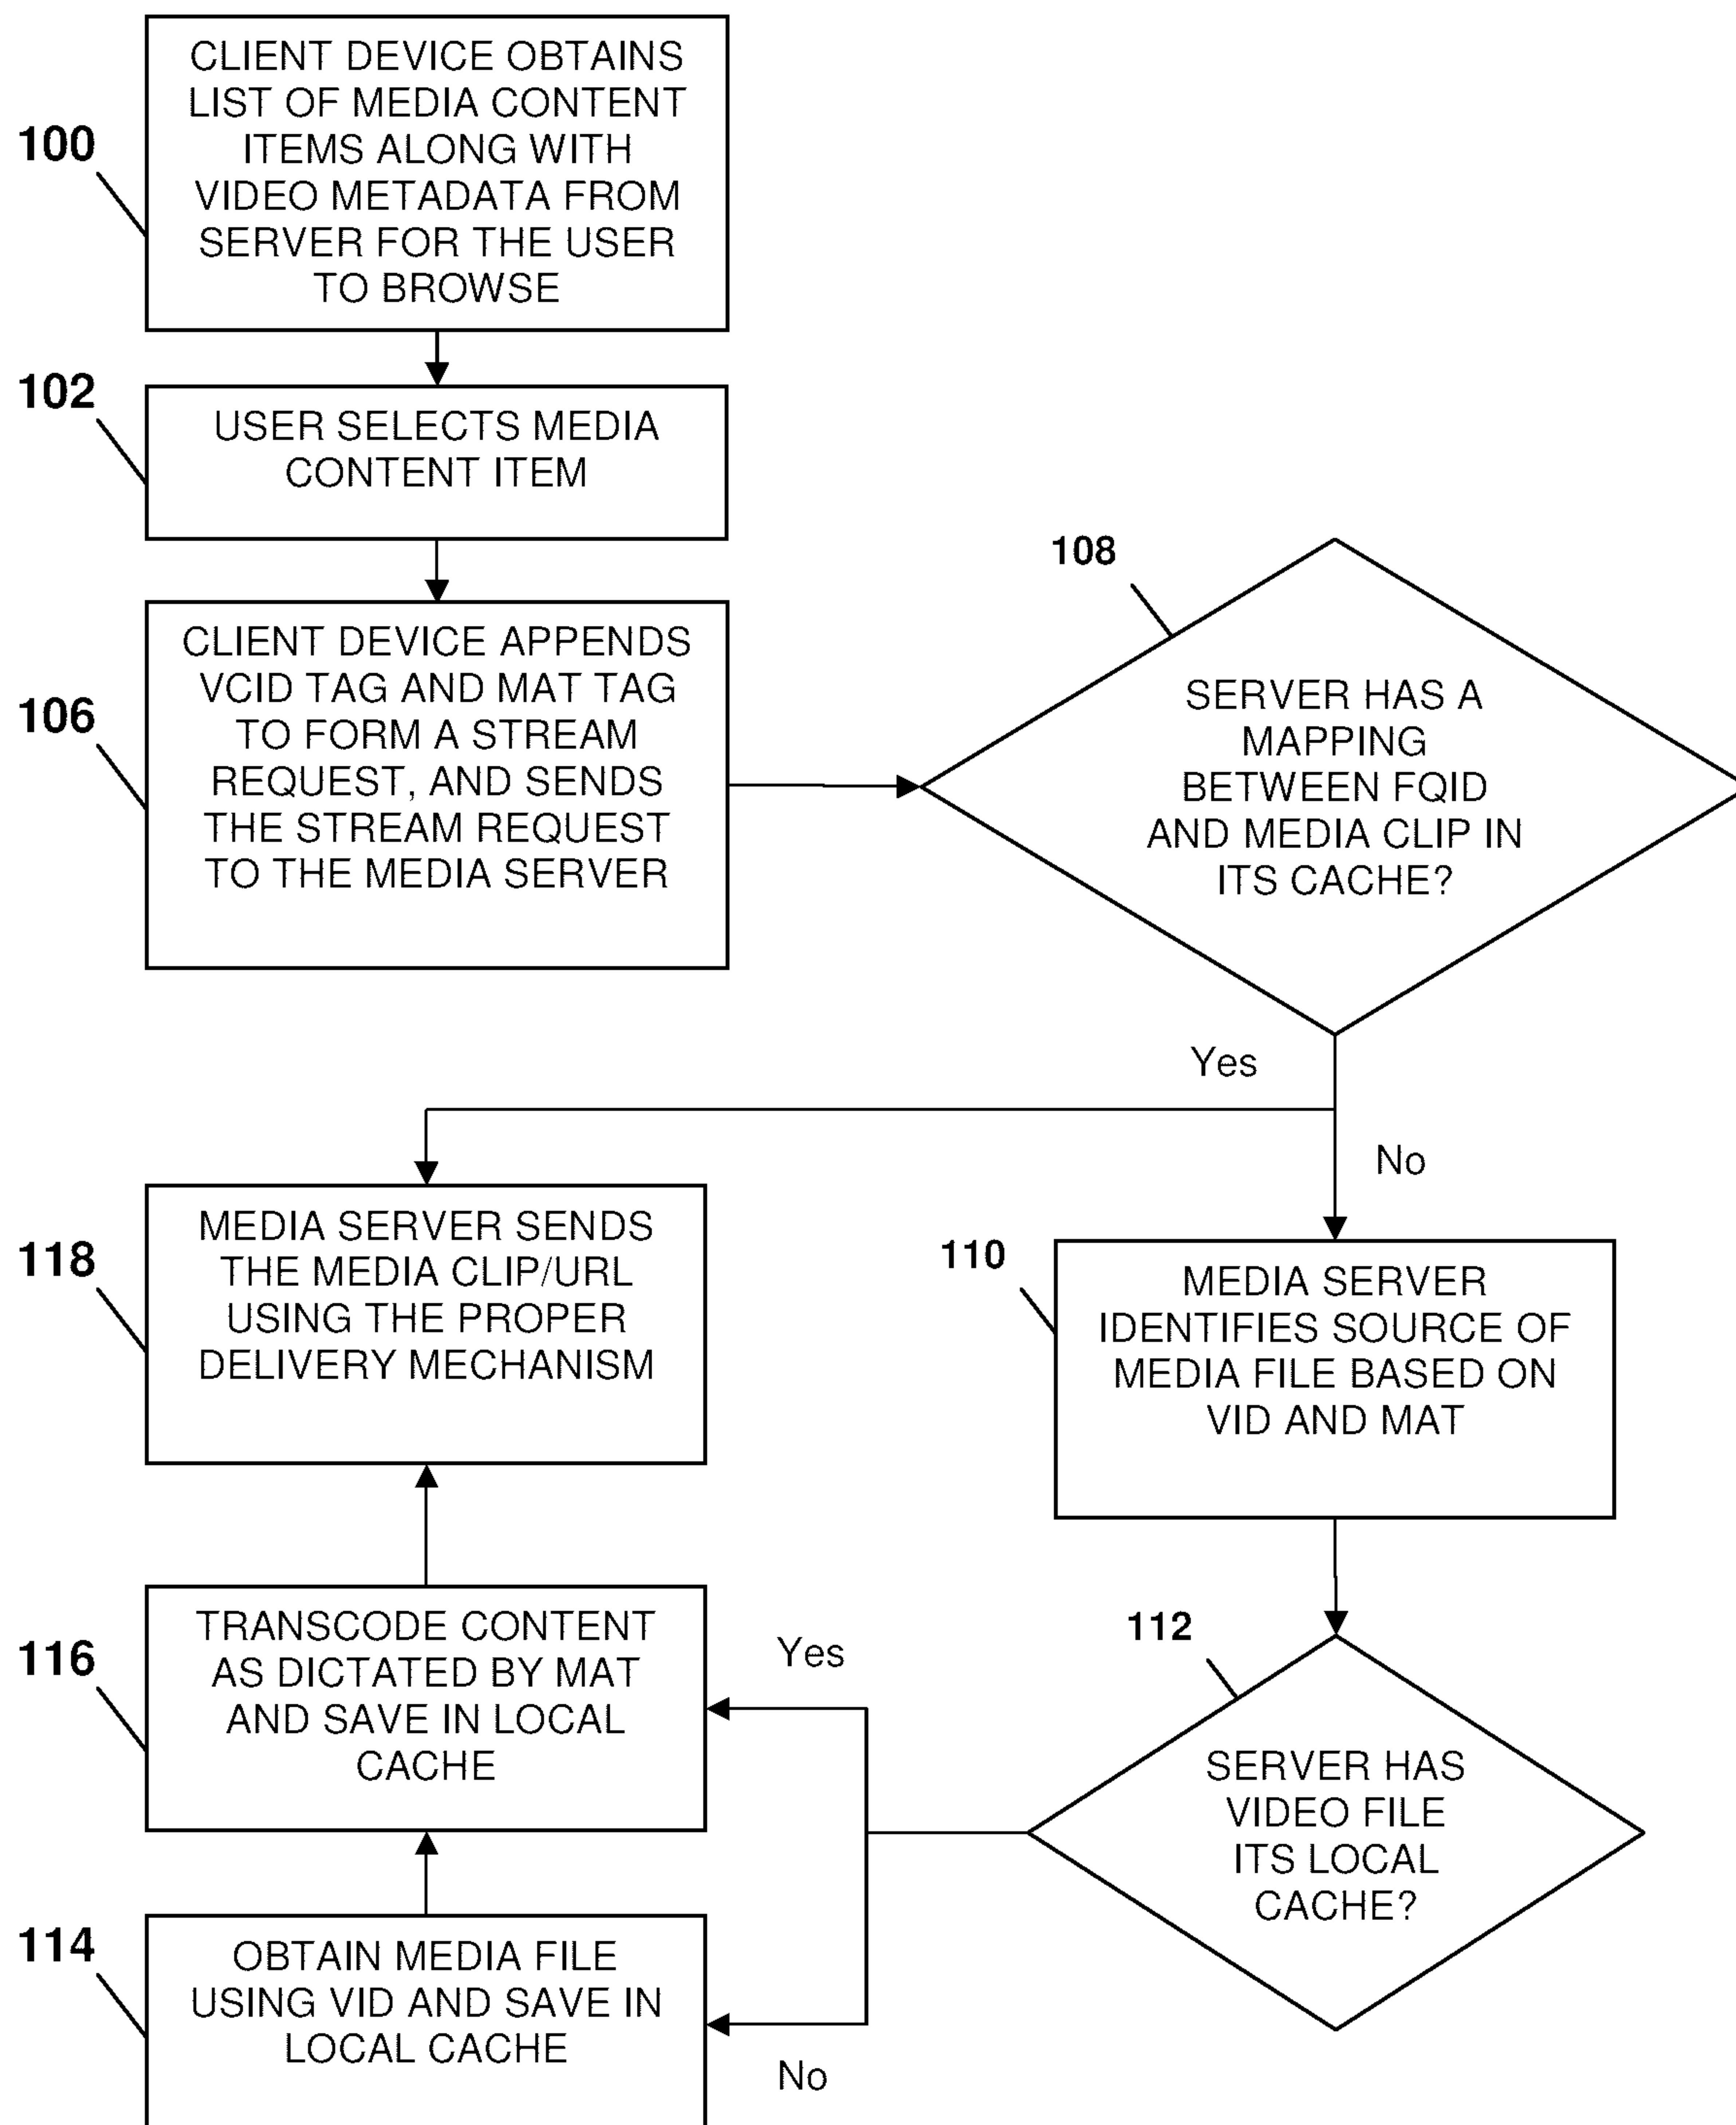 100
CLIENT DEVICE OBTAINS
LIST OF MEDIA CONTENT
ITEMS ALONG WITH
VIDEO METADATA FROM
SERVER FOR THE USER
TO BROWSE
102
USER SELECTS MEDIA
CONTENT ITEM
106
CLIENT DEVICE APPENDS
VCID TAG AND MAT TAG
TO FORM A STREAM
REQUEST, AND SENDS
THE STREAM REQUEST
TO THE MEDIA SERVER
108
SERVER HAS A
MAPPING
BETWEEN FQID
AND MEDIA CLIP IN
ITS CACHE?
Yes
No
118
MEDIA SERVER SENDS
THE MEDIA CLIP/URL
USING THE PROPER
DELIVERY MECHANISM
110
MEDIA SERVER
IDENTIFIES SOURCE OF
MEDIA FILE BASED ON
VID AND MAT
112
SERVER HAS
VIDEO FILE
ITS LOCAL
CACHE?
Yes
No
116
TRANSCODE CONTENT
AS DICTATED BY MAT
AND SAVE IN LOCAL
CACHE
114
OBTAIN MEDIA FILE
USING VID AND SAVE IN
LOCAL CACHE